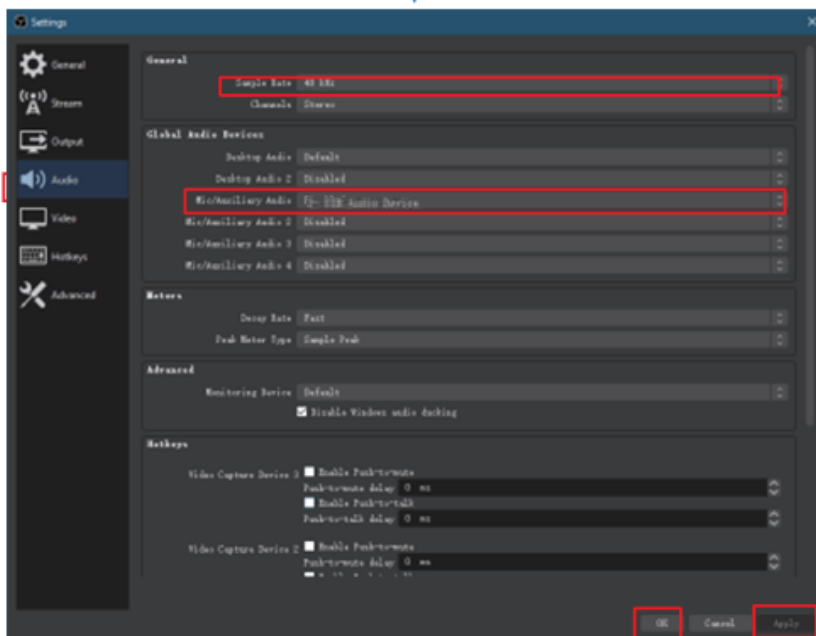 Settings
General
Stream
Output
Audio
Video
Hotkeys
Advanced
General
Sample Rate 48 kHz
Channels Stereo
Global Audio Devices
Desktop Audio Default
Desktop Audio 2 Disabled
Mic/Auxiliary Audio Audio Device
Mic/Auxiliary Audio 2 Disabled
Mic/Auxiliary Audio 3 Disabled
Mic/Auxiliary Audio 4 Disabled
Meters
Decay Rate Fast
Peak Meter Type Sample Peak
Advanced
Monitoring Device Default
Disable Windows audio ducking
Hotkeys
Video Capture Device 3 Enable Push-to-mute
Push-to-mute delay 0 ms
Enable Push-to-talk
Push-to-talk delay 0 ms
Video Capture Device 2 Enable Push-to-mute
Push-to-mute delay 0 ms
OK Cancel Apply